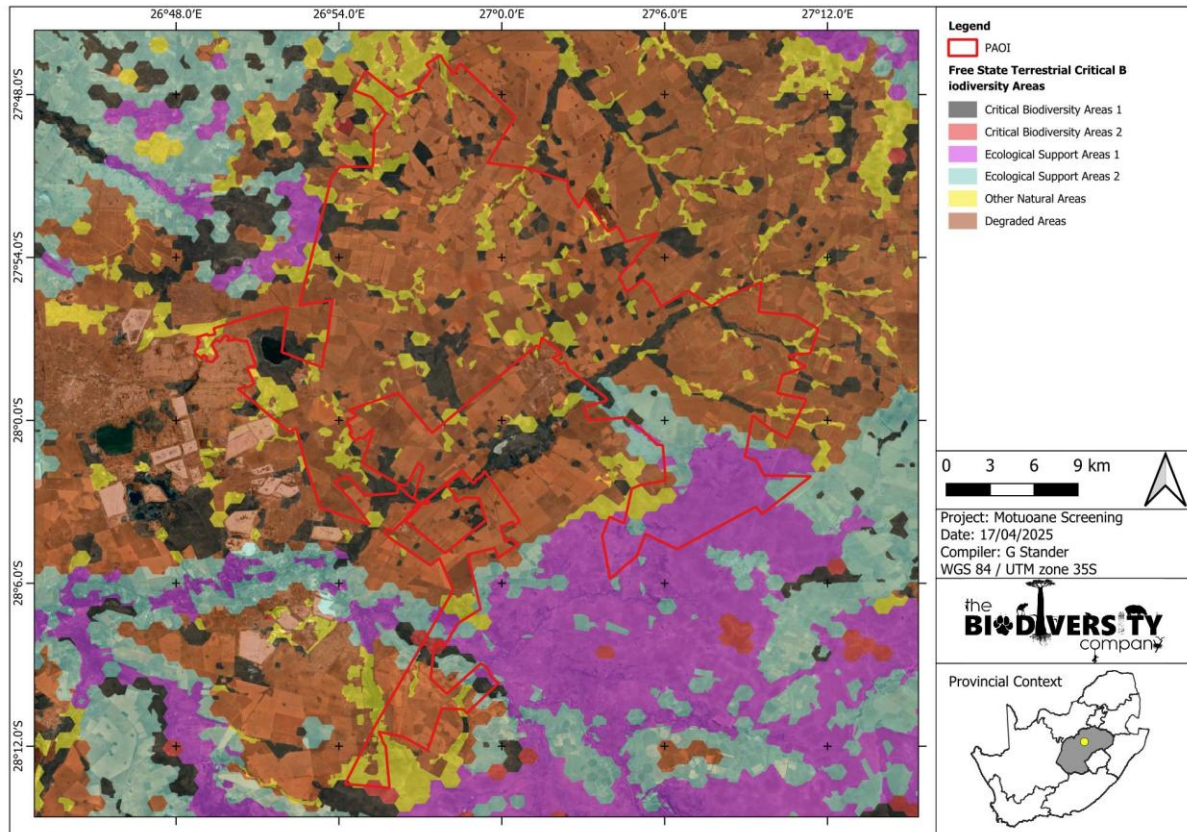 26°48.0'E 26°54.0'E 27°0.0'E 27°6.0'E 27°12.0'E
27°48.0'S
27°54.0'S
28°0.0'S
28°6.0'S
28°12.0'S
Legend
PAOI
Free State Terrestrial Critical B
iodiversity Areas
Critical Biodiversity Areas 1
Critical Biodiversity Areas 2
Ecological Support Areas 1
Ecological Support Areas 2
Other Natural Areas
Degraded Areas
0 3 6 9 km
Project: Motuoane Screening
Date: 17/04/2025
Compiler: G Stander
WGS 84 / UTM zone 35S
the
BIODIVERSITY
company
Provincial Context